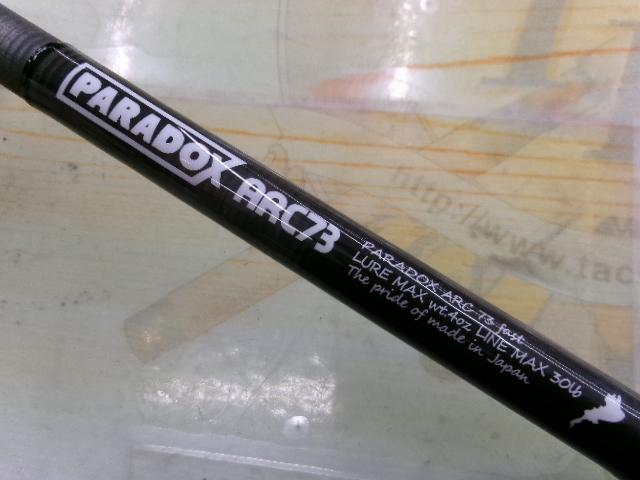 PARADOX ARC73
PARADOX-ARC 73 fast
LURE MAX wt.4oz LINE MAX 30lb
The pride of made in Japan
http://www.tac